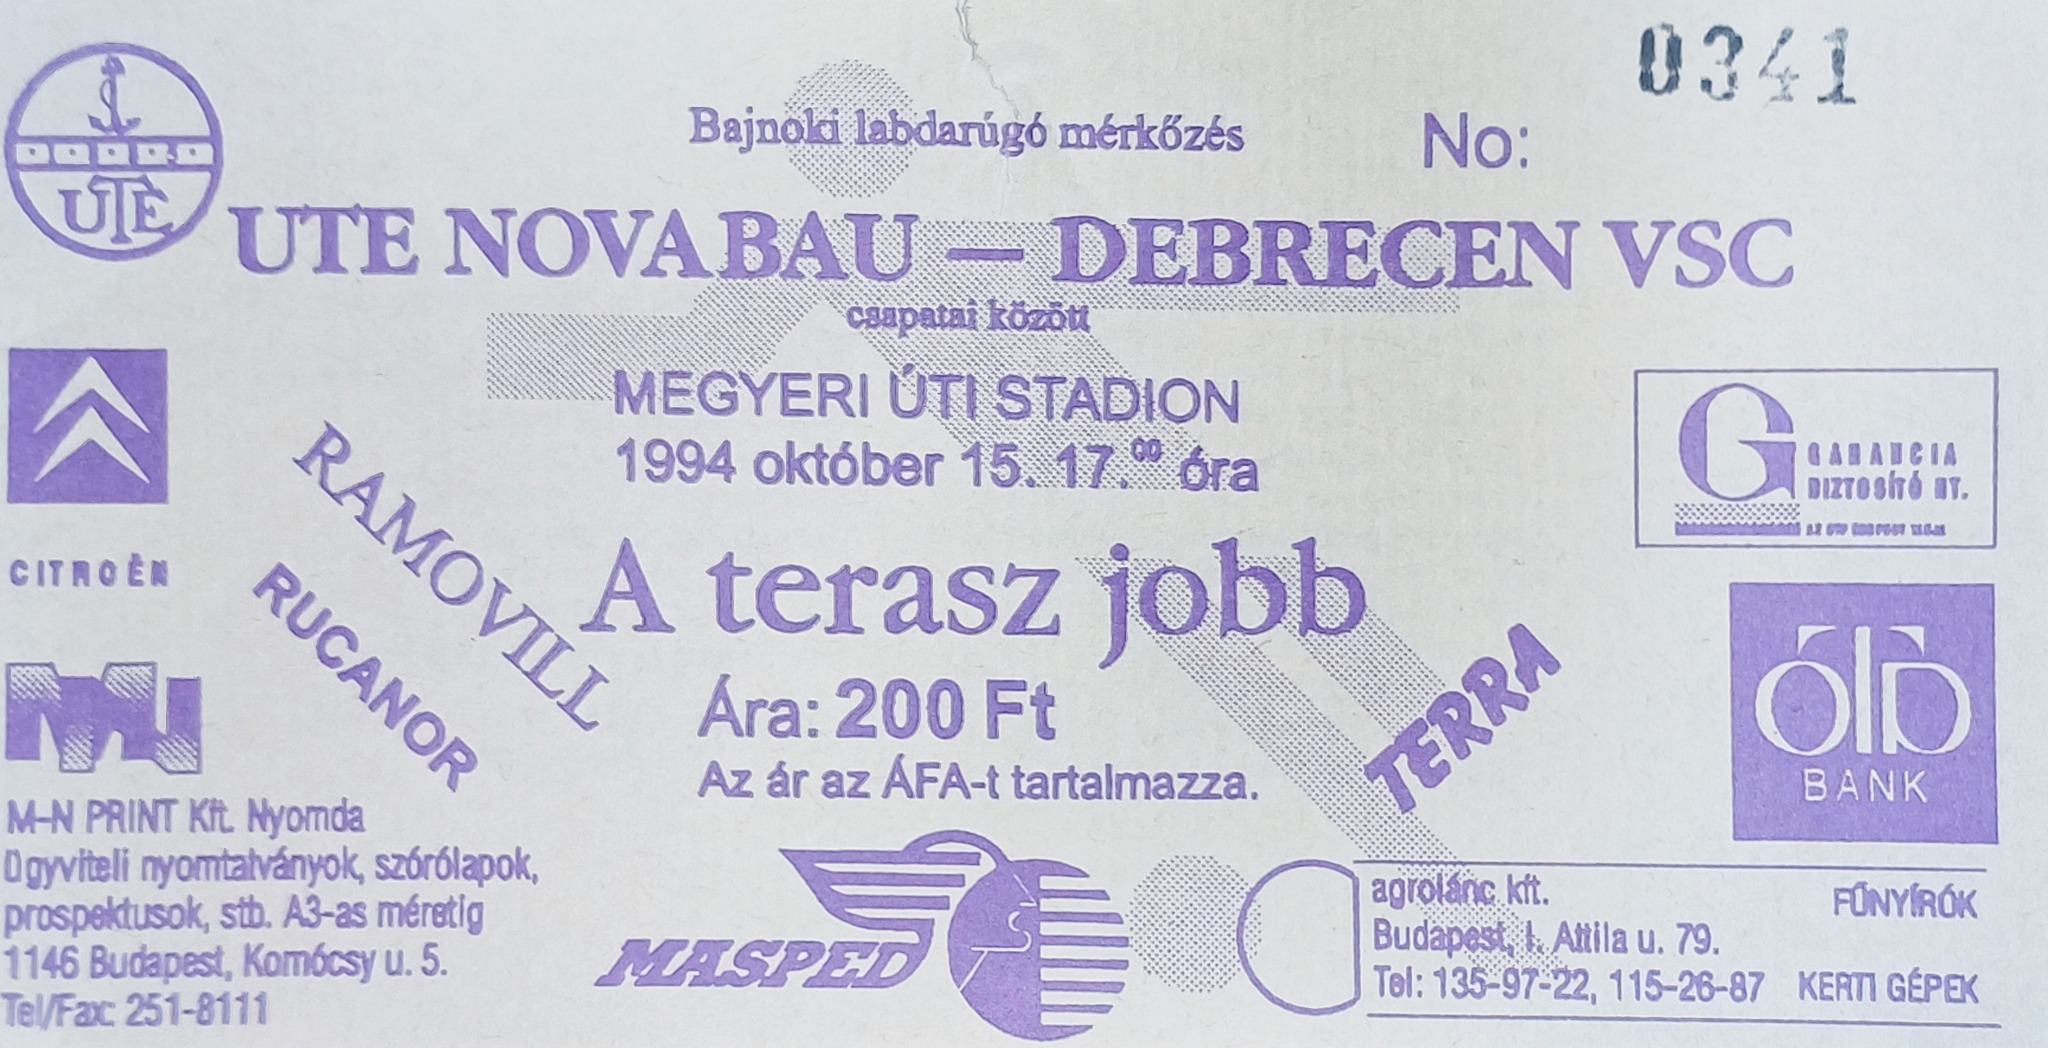 0341
No:
Bajnoki labdarúgó mérkőzés
UTE
UTE NOVABAU — DEBRECEN VSC
csapatai között
MEGYERI ÚTI STADION
1994 október 15. 17.00 óra
A terasz jobb
Ára: 200 Ft
Az ár az ÁFA-t tartalmazza.
CITROËN
RAMOVILL
RUCANOR
M-N PRINT Kft. Nyomda
Ügyviteli nyomtatványok, szórólapok,
prospektusok, stb. A3-as méretig
1146 Budapest, Komócsy u. 5.
Tel/Fax: 251-8111
MASPED
TERRA
GARANCIA
BIZTOSÍTÓ RT.
OTP
BANK
agrolánc kft.
Budapest, I. Attila u. 79.
Tel: 135-97-22, 115-26-87
FŰNYÍRÓK
KERTI GÉPEK